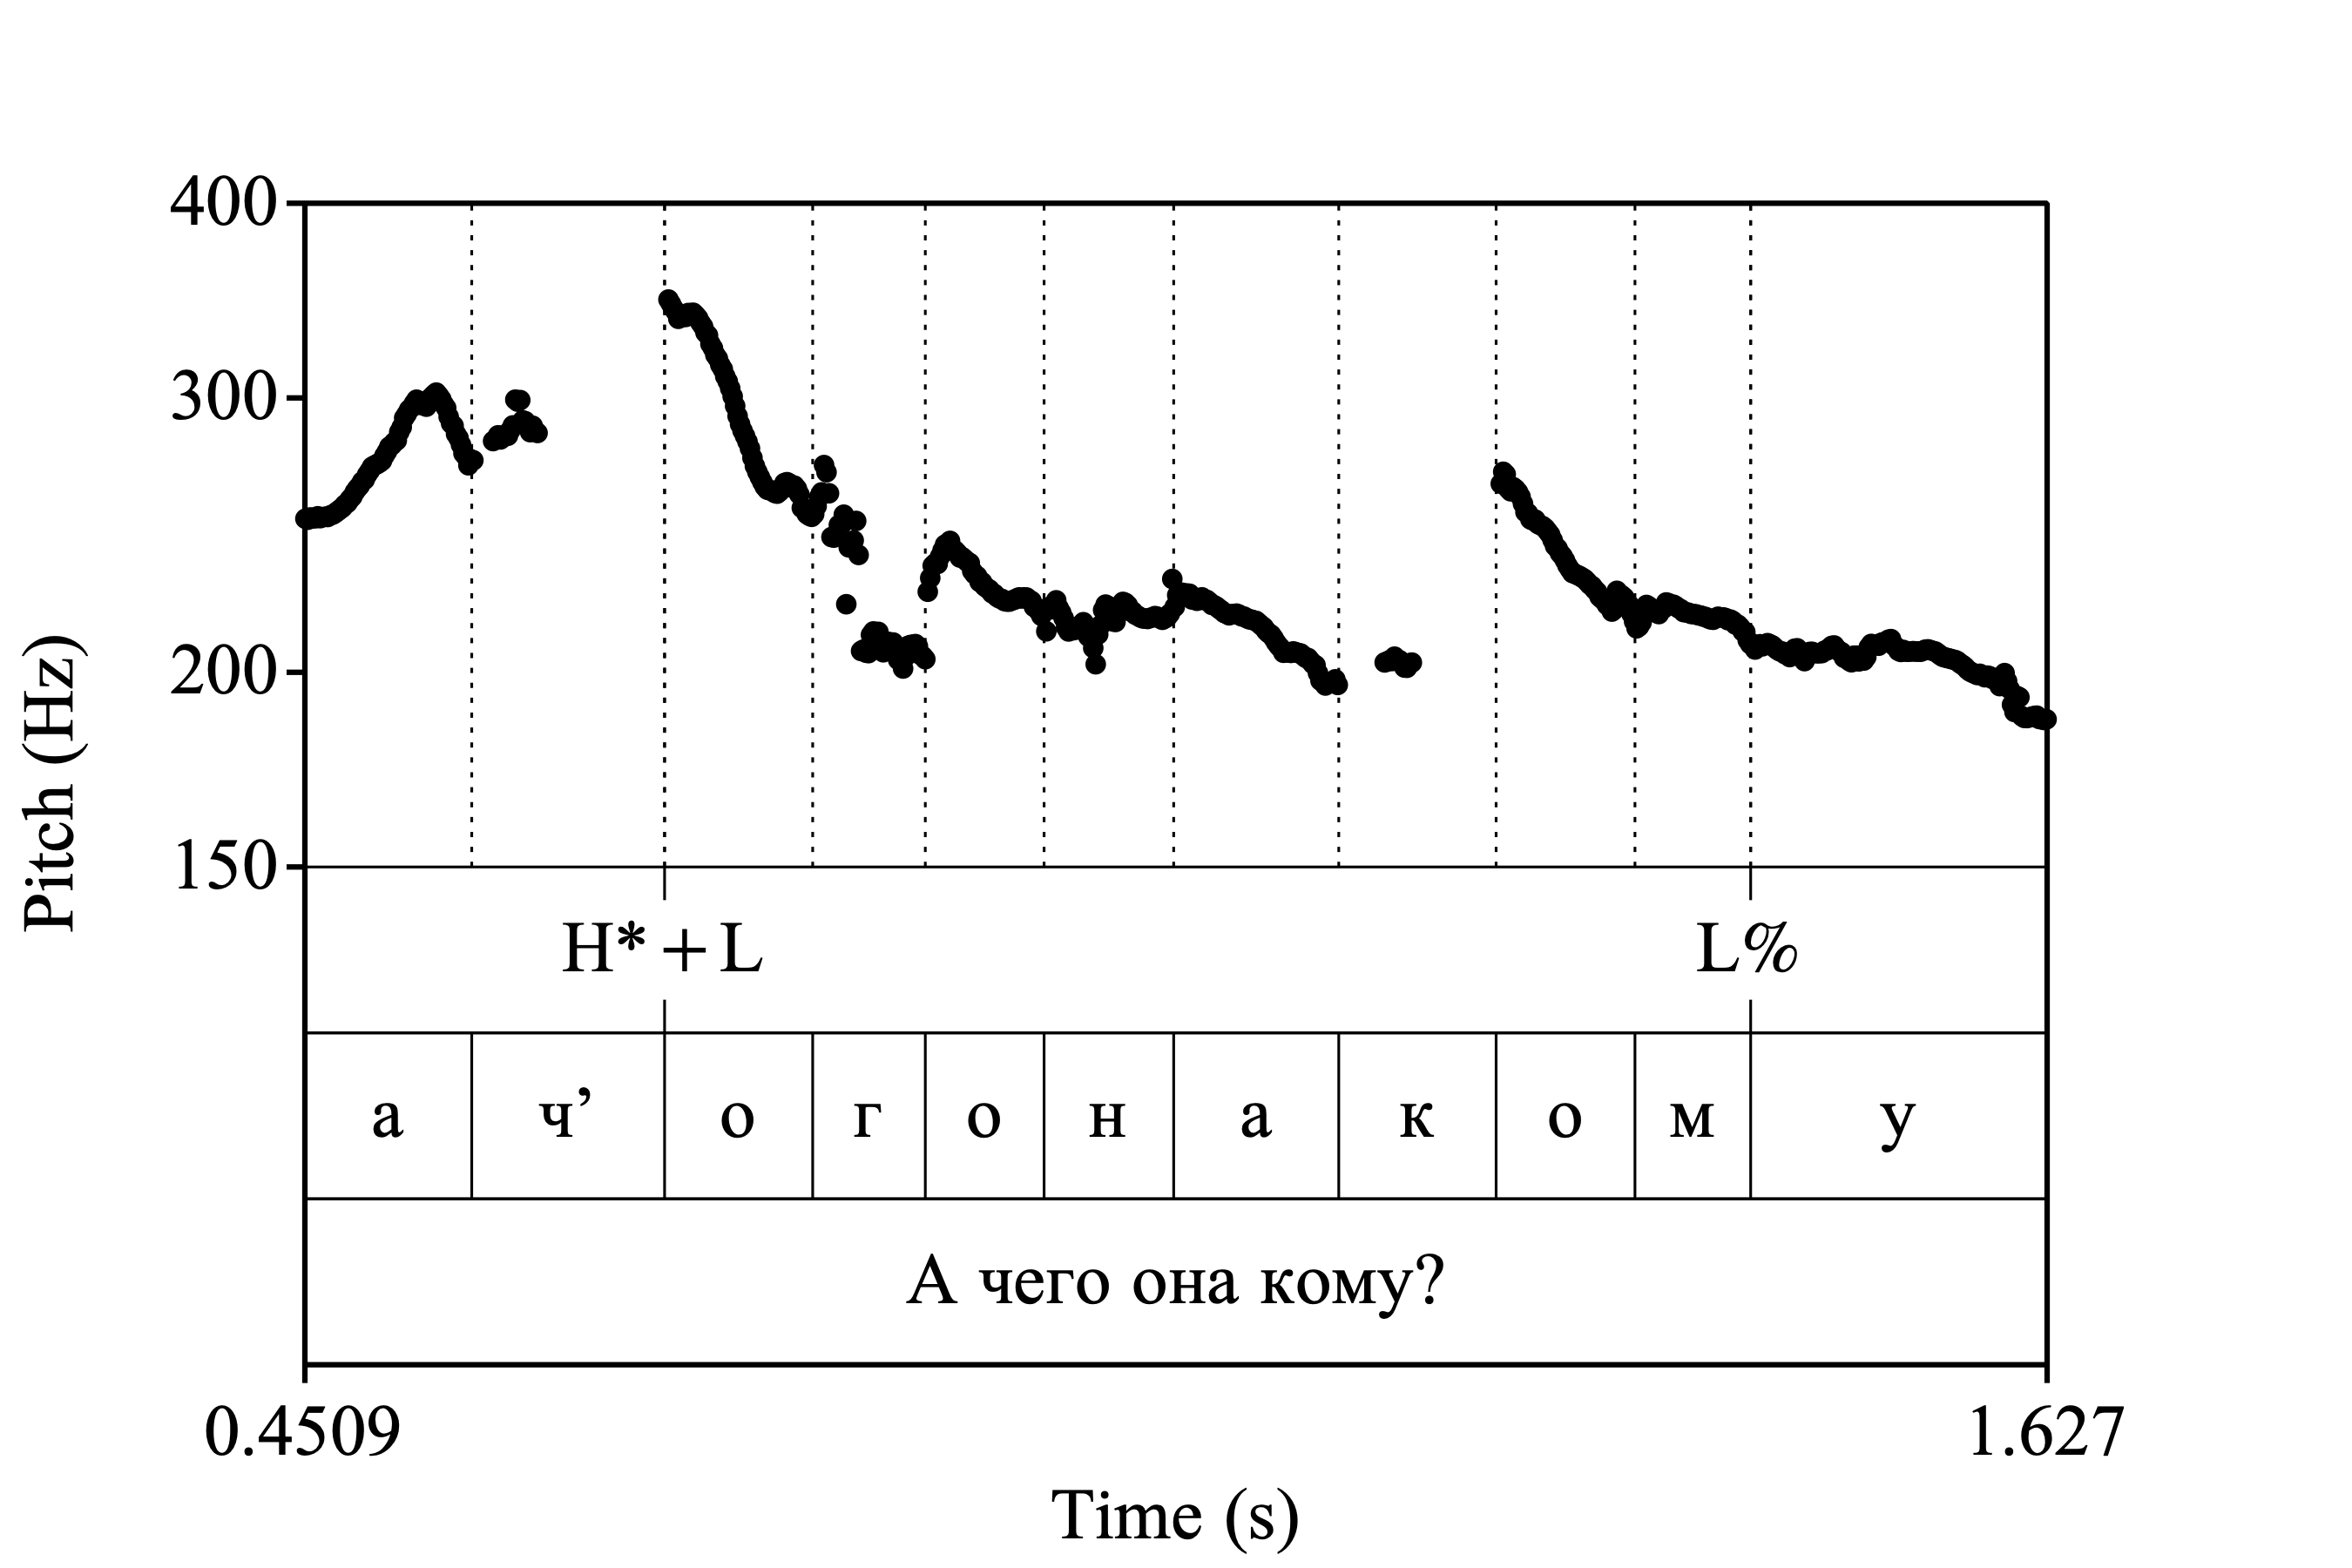 400
300
200
150
Pitch (Hz)
H*+L L%
а ч’ о г о н а к о м у
А чего она кому?
0.4509 1.627
Time (s)